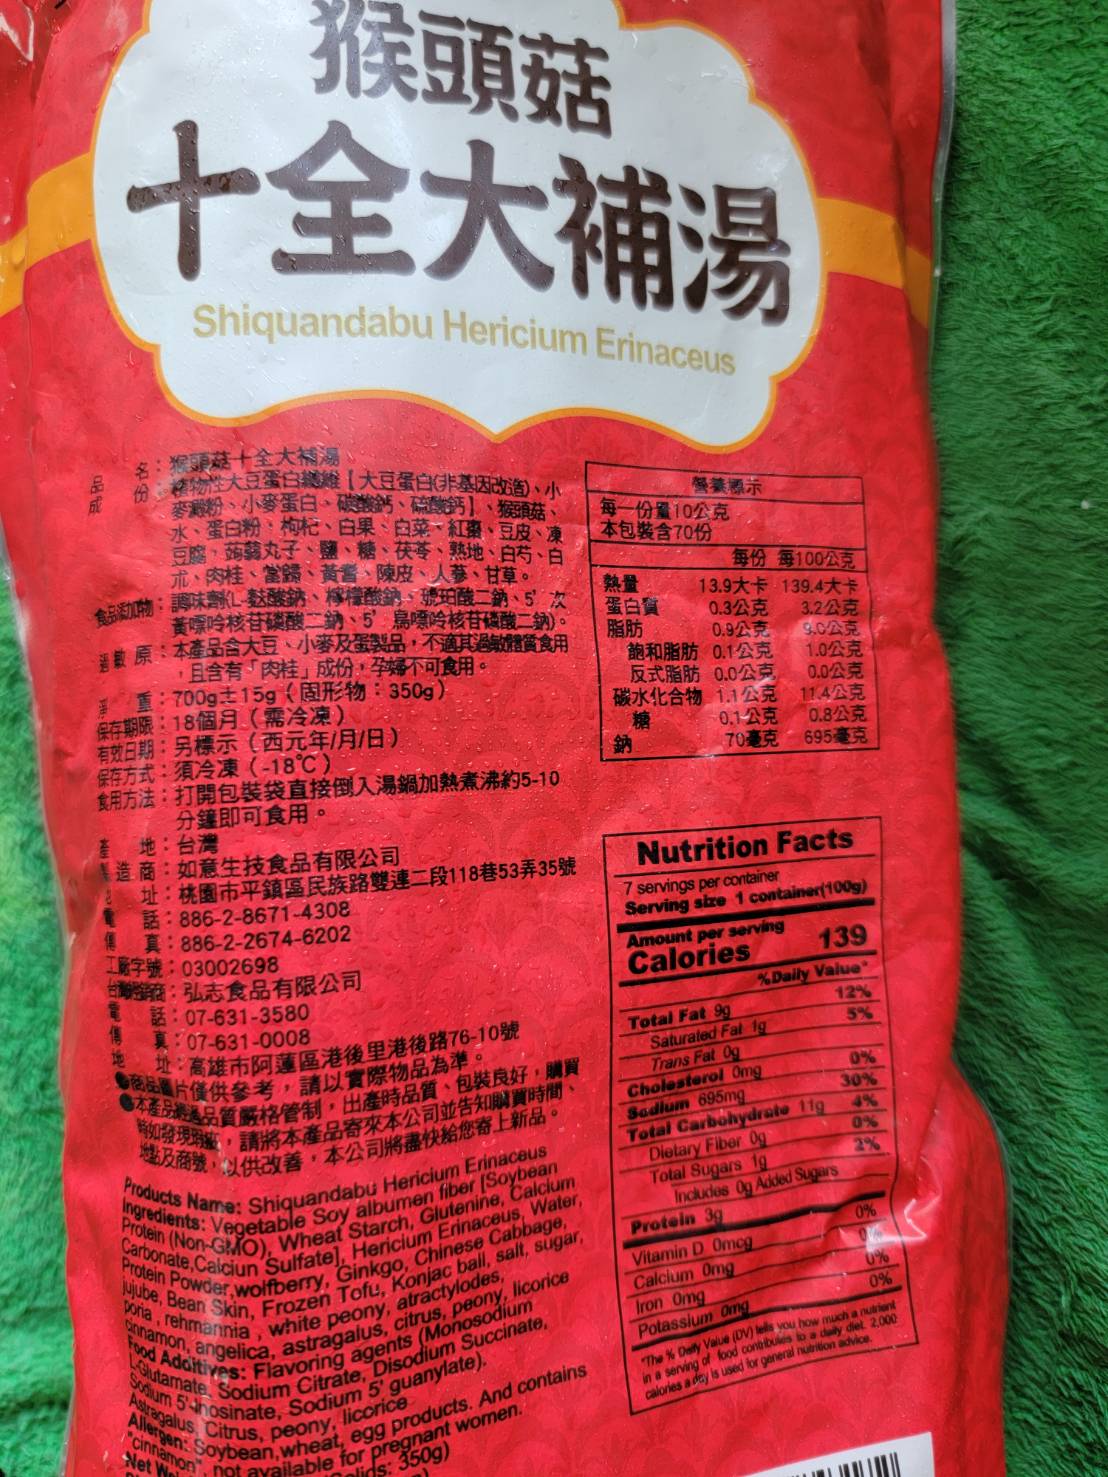 猴頭菇
十全大補湯
Shiquandabu Hericium Erinaceus
品名：猴頭菇十全大補湯
成份：植物性大豆蛋白纖維【大豆蛋白(非基因改造)、小
麥澱粉、小麥蛋白、碳酸鈣、硫酸鈣】、猴頭菇、
水、蛋白粉、枸杞、白果、白菜、紅棗、豆皮、凍
豆腐、蒟蒻丸子、鹽、糖、茯苓、熟地、白芍、白
朮、肉桂、當歸、黃耆、陳皮、人蔘、甘草。
食品添加物：調味劑(L-麩酸鈉、檸檬酸鈉、琥珀酸二鈉、5'次
黃嘌呤核苷磷酸二鈉、5'鳥嘌呤核苷磷酸二鈉)。
過敏原：本產品含大豆、小麥及蛋製品，不適其過敏體質食用
，且含有「肉桂」成份，孕婦不可食用。
淨重：700g±15g（固形物：350g）
保存期限：18個月（需冷凍）
有效日期：另標示（西元年/月/日）
保存方式：須冷凍（-18℃）
食用方法：打開包裝袋直接倒入湯鍋加熱煮沸約5-10
分鐘即可食用。
產地：台灣
製造商：如意生技食品有限公司
地址：桃園市平鎮區民族路雙連二段118巷53弄35號
電話：886-2-8671-4308
傳真：886-2-2674-6202
工廠字號：03002698
台灣經銷商：弘志食品有限公司
電話：07-631-3580
傳真：07-631-0008
地址：高雄市阿蓮區港後里港後路76-10號
●商品圖片僅供參考，請以實際物品為準。
●本產品經過品質嚴格管制，出產時品質、包裝良好，購買
時如發現瑕疵，請將本產品寄來本公司並告知購買時間、
地點及商號，以供改善，本公司將盡快給您寄上新品。
Products Name: Shiquandabu Hericium Erinaceus
Ingredients: Vegetable Soy albumen fiber [Soybean
Protein (Non-GMO), Wheat Starch, Glutenine, Calcium
Carbonate,Calciun Sulfate], Hericium Erinaceus, Water,
Protein Powder,wolfberry, Ginkgo, Chinese Cabbage,
jujube, Bean Skin, Frozen Tofu, Konjac ball, salt, sugar,
poria , rehmannia , white peony, atractylodes,
cinnamon, angelica, astragalus, citrus, peony, licorice
Food Additives: Flavoring agents (Monosodium
L-Glutamate, Sodium Citrate, Disodium Succinate,
Sodium 5'-inosinate, Sodium 5' guanylate).
Astragalus, Citrus, peony, licorice
Allergen: Soybean,wheat, egg products. And contains
"cinnamon", not available for pregnant women.
Net 350g)
營養標示
每一份量10公克
本包裝含70份
每份 每100公克
熱量 13.9大卡 139.4大卡
蛋白質 0.3公克 3.2公克
脂肪 0.9公克 9.0公克
飽和脂肪 0.1公克 1.0公克
反式脂肪 0.0公克 0.0公克
碳水化合物 1.1公克 11.4公克
糖 0.1公克 0.8公克
鈉 70毫克 695毫克
Nutrition Facts
7 servings per container
Serving size 1 container(100g)
Amount per serving
Calories 139
%Daily Value*
Total Fat 9g 12%
Saturated Fat 1g 5%
Trans Fat 0g
Cholesterol 0mg 0%
Sodium 695mg 30%
Total Carbohydrate 11g 4%
Dietary Fiber 0g 0%
Total Sugars 1g 2%
Includes 0g Added Sugars
Protein 3g
Vitamin D 0mcg 0%
Calcium 0mg 0%
Iron 0mg 0%
Potassium 0mg 0%
*The % Daily Value (DV) tells you how much a nutrient
in a serving of food contributes to a daily diet. 2,000
calories a day is used for general nutrition advice.